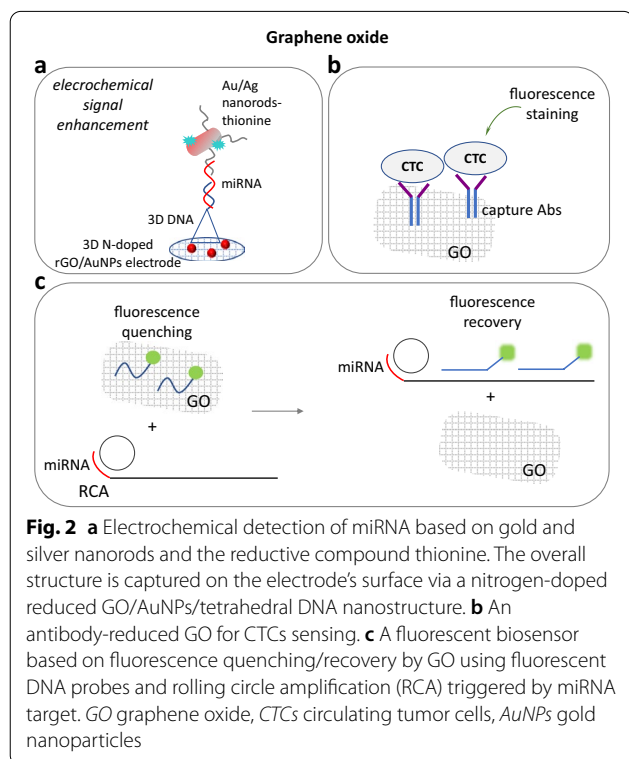 Graphene oxide
a
elecrochemical
signal
enhancement
Au/Ag
nanorods-
thionine
miRNA
3D DNA
3D N-doped
rGO/AuNPs electrode
b
fluorescence
staining
CTC
CTC
capture Abs
GO
c
fluorescence
quenching
GO
+
miRNA
RCA
fluorescence
recovery
miRNA
+
GO
Fig. 2 a Electrochemical detection of miRNA based on gold and
silver nanorods and the reductive compound thionine. The overall
structure is captured on the electrode's surface via a nitrogen-doped
reduced GO/AuNPs/tetrahedral DNA nanostructure. b An
antibody-reduced GO for CTCs sensing. c A fluorescent biosensor
based on fluorescence quenching/recovery by GO using fluorescent
DNA probes and rolling circle amplification (RCA) triggered by miRNA
target. GO graphene oxide, CTCs circulating tumor cells, AuNPs gold
nanoparticles